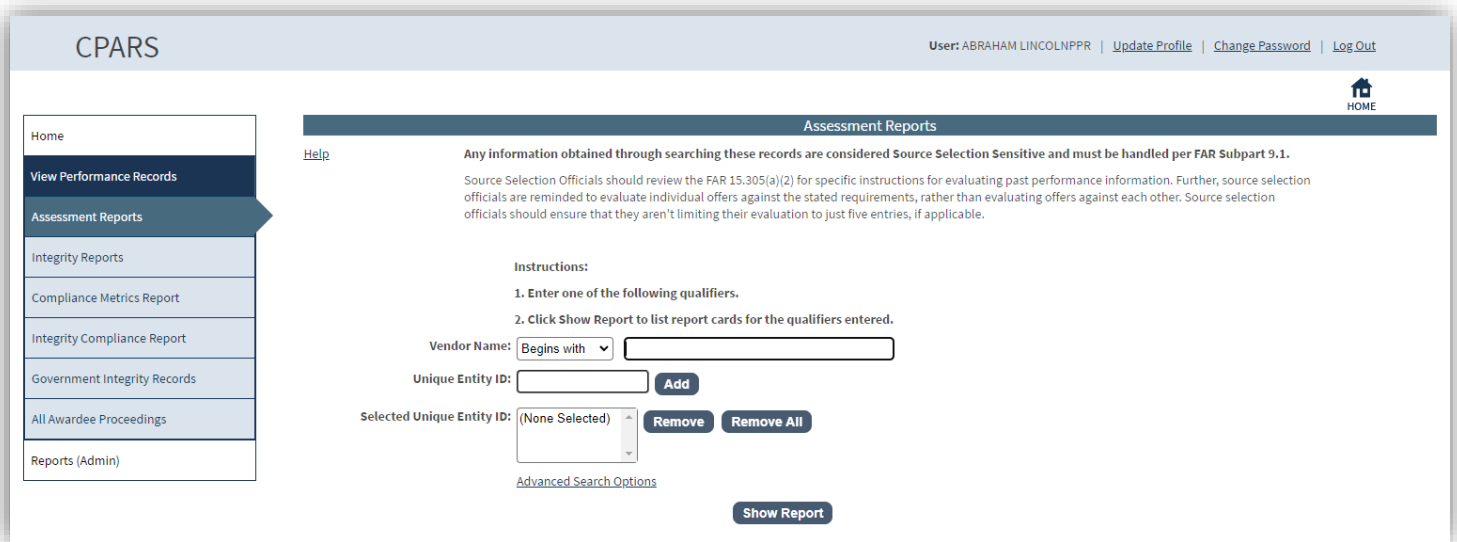 CPARS
User: ABRAHAM LINCOLNPPR | Update Profile | Change Password | Log Out
HOME
Home
View Performance Records
Assessment Reports
Integrity Reports
Compliance Metrics Report
Integrity Compliance Report
Government Integrity Records
All Awardee Proceedings
Reports (Admin)
Assessment Reports
Help
Any information obtained through searching these records are considered Source Selection Sensitive and must be handled per FAR Subpart 9.1.
Source Selection Officials should review the FAR 15.305(a)(2) for specific instructions for evaluating past performance information. Further, source selection
officials are reminded to evaluate individual offers against the stated requirements, rather than evaluating offers against each other. Source selection
officials should ensure that they aren't limiting their evaluation to just five entries, if applicable.
Instructions:
1. Enter one of the following qualifiers.
2. Click Show Report to list report cards for the qualifiers entered.
Vendor Name: Begins with
Unique Entity ID: Add
Selected Unique Entity ID: (None Selected) Remove Remove All
Advanced Search Options
Show Report